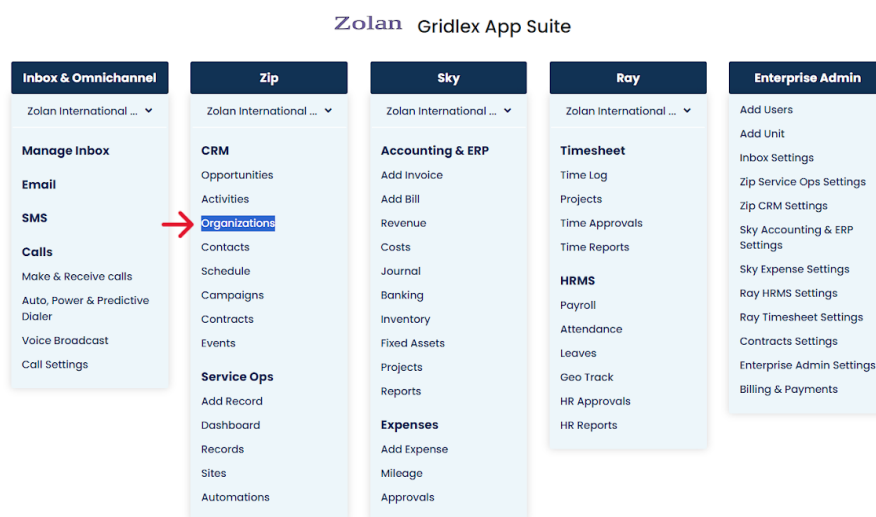 Zolan Gridlex App Suite
Inbox & Omnichannel
Zolan International ...
Manage Inbox
Email
SMS
Calls
Make & Receive calls
Auto, Power & Predictive
Dialer
Voice Broadcast
Call Settings
Zip
Zolan International ...
CRM
Opportunities
Activities
Organizations
Contacts
Schedule
Campaigns
Contracts
Events
Service Ops
Add Record
Dashboard
Records
Sites
Automations
Sky
Zolan International ...
Accounting & ERP
Add Invoice
Add Bill
Revenue
Costs
Journal
Banking
Inventory
Fixed Assets
Projects
Reports
Expenses
Add Expense
Mileage
Approvals
Ray
Zolan International ...
Timesheet
Time Log
Projects
Time Approvals
Time Reports
HRMS
Payroll
Attendance
Leaves
Geo Track
HR Approvals
HR Reports
Enterprise Admin
Add Users
Add Unit
Inbox Settings
Zip Service Ops Settings
Zip CRM Settings
Sky Accounting & ERP
Settings
Sky Expense Settings
Ray HRMS Settings
Ray Timesheet Settings
Contracts Settings
Enterprise Admin Settings
Billing & Payments